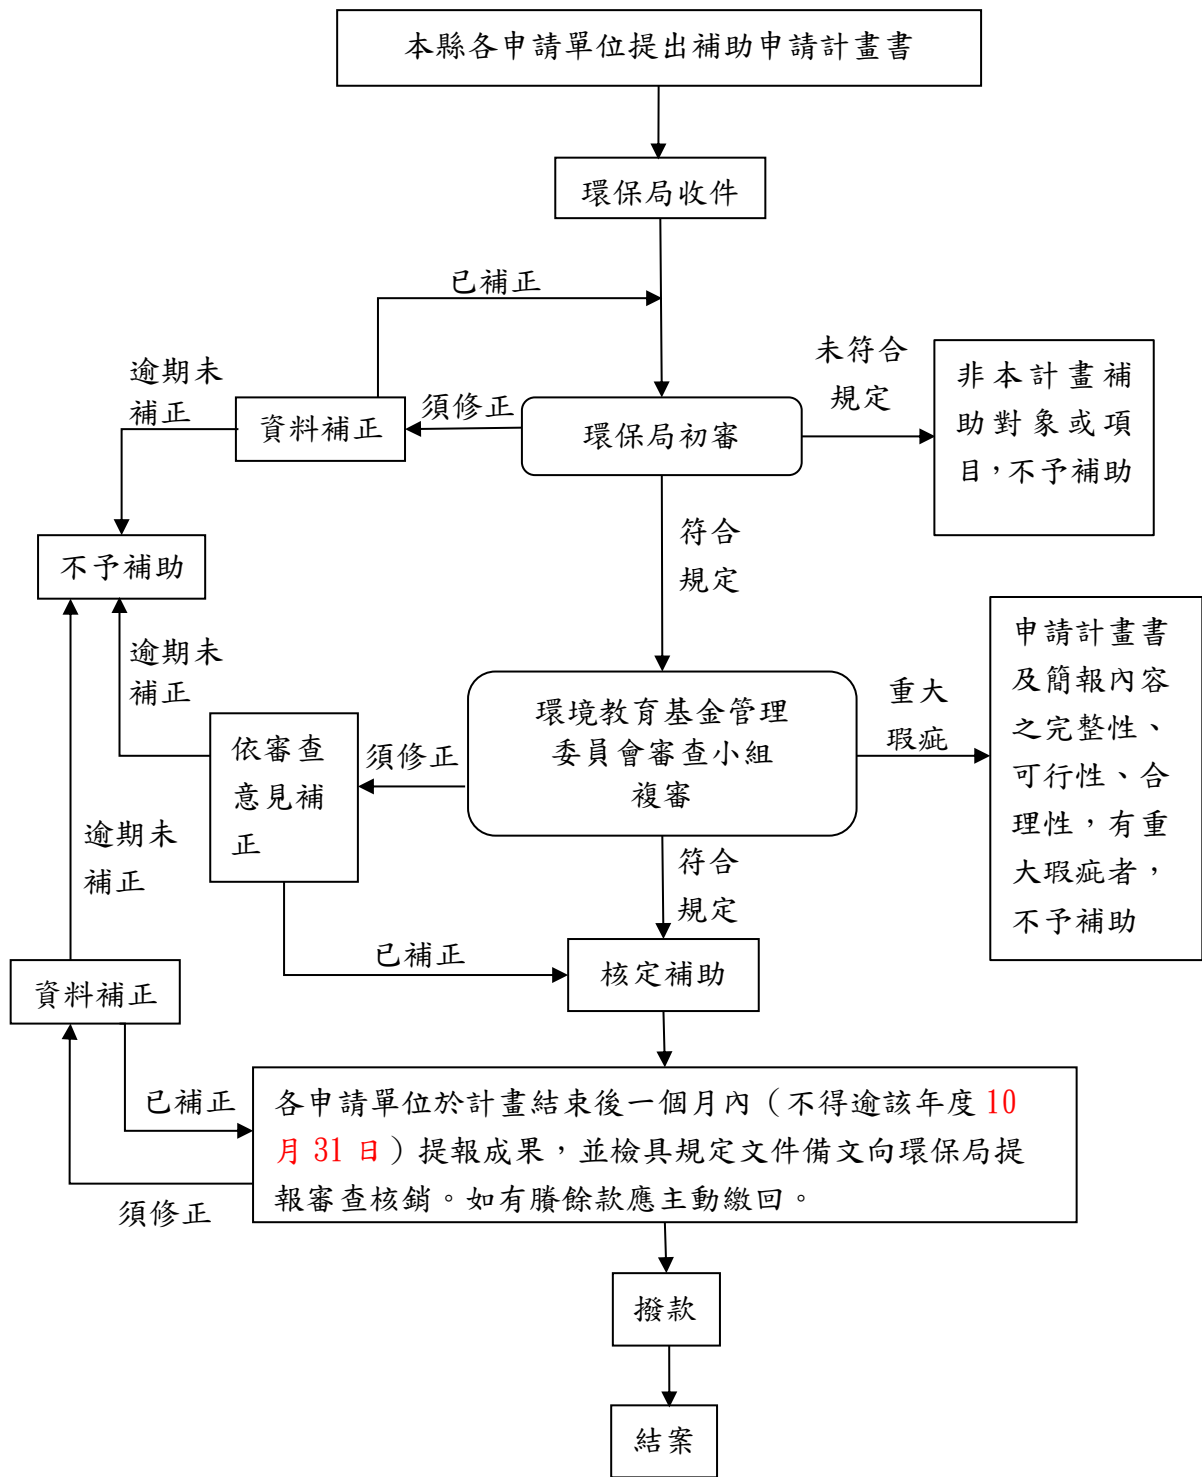 本縣各申請單位提出補助申請計畫書
環保局收件
已補正
未符合
規定
逾期未
補正
須修正
資料補正
環保局初審
非本計畫補
助對象或項
目，不予補助
符合
規定
不予補助
逾期未
補正
環境教育基金管理
委員會審查小組
複審
重大
瑕疵
申請計畫書
及簡報內容
之完整性、
可行性、合
理性，有重
大瑕疵者，
不予補助
須修正
依審查
意見補
正
逾期未
補正
符合
規定
已補正
核定補助
資料補正
已補正
各申請單位於計畫結束後一個月內（不得逾該年度 10
月 31 日）提報成果，並檢具規定文件備文向環保局提
報審查核銷。如有賸餘款應主動繳回。
須修正
撥款
結案